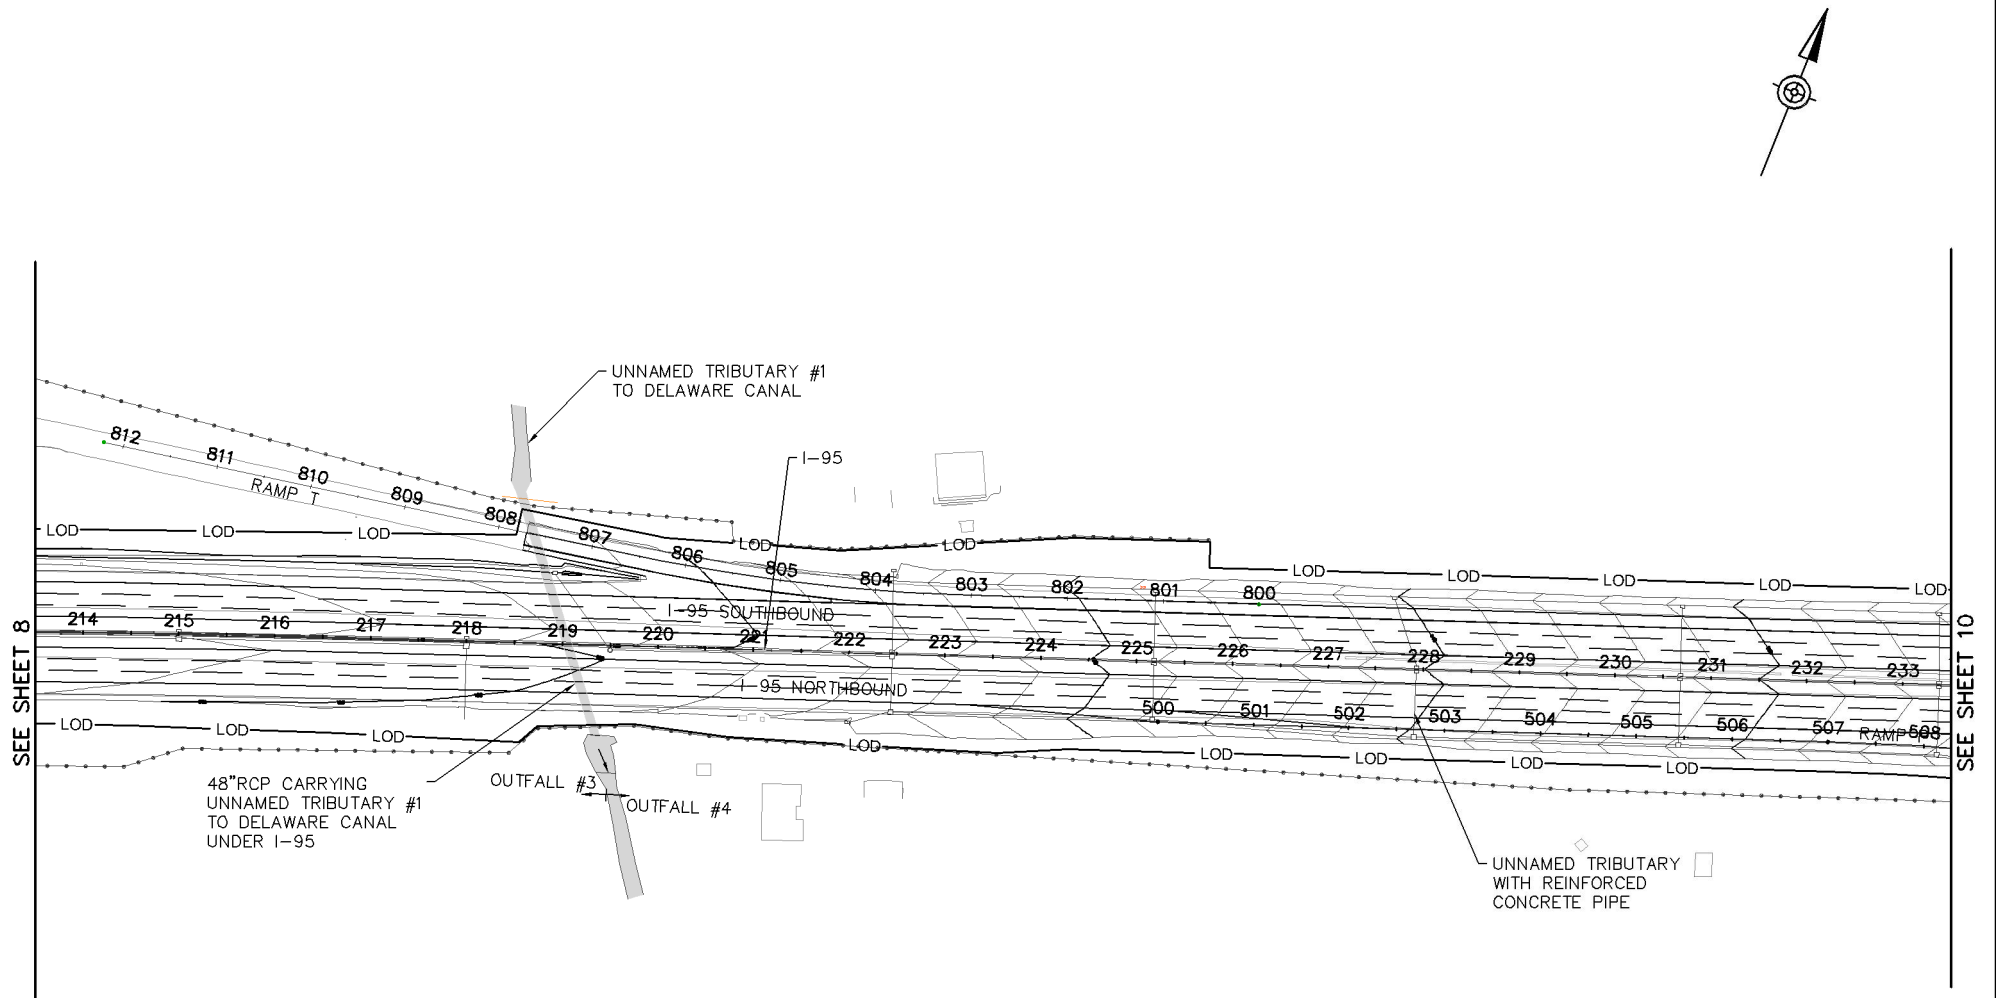 UNNAMED TRIBUTARY #1
TO DELAWARE CANAL
I-95
812
811
810
809
808
807
806
805
804
803
802
801
800
RAMP T
LOD
LOD
LOD
LOD
LOD
LOD
LOD
LOD
LOD
LOD
I-95 SOUTHBOUND
214
215
216
217
218
219
220
221
222
223
224
225
226
227
228
229
230
231
232
233
I-95 NORTHBOUND
500
501
502
503
504
505
506
507
508
RAMP
LOD
LOD
LOD
LOD
LOD
LOD
LOD
LOD
SEE SHEET 8
SEE SHEET 10
48"RCP CARRYING
UNNAMED TRIBUTARY #1
TO DELAWARE CANAL
UNDER I-95
OUTFALL #3
OUTFALL #4
UNNAMED TRIBUTARY
WITH REINFORCED
CONCRETE PIPE